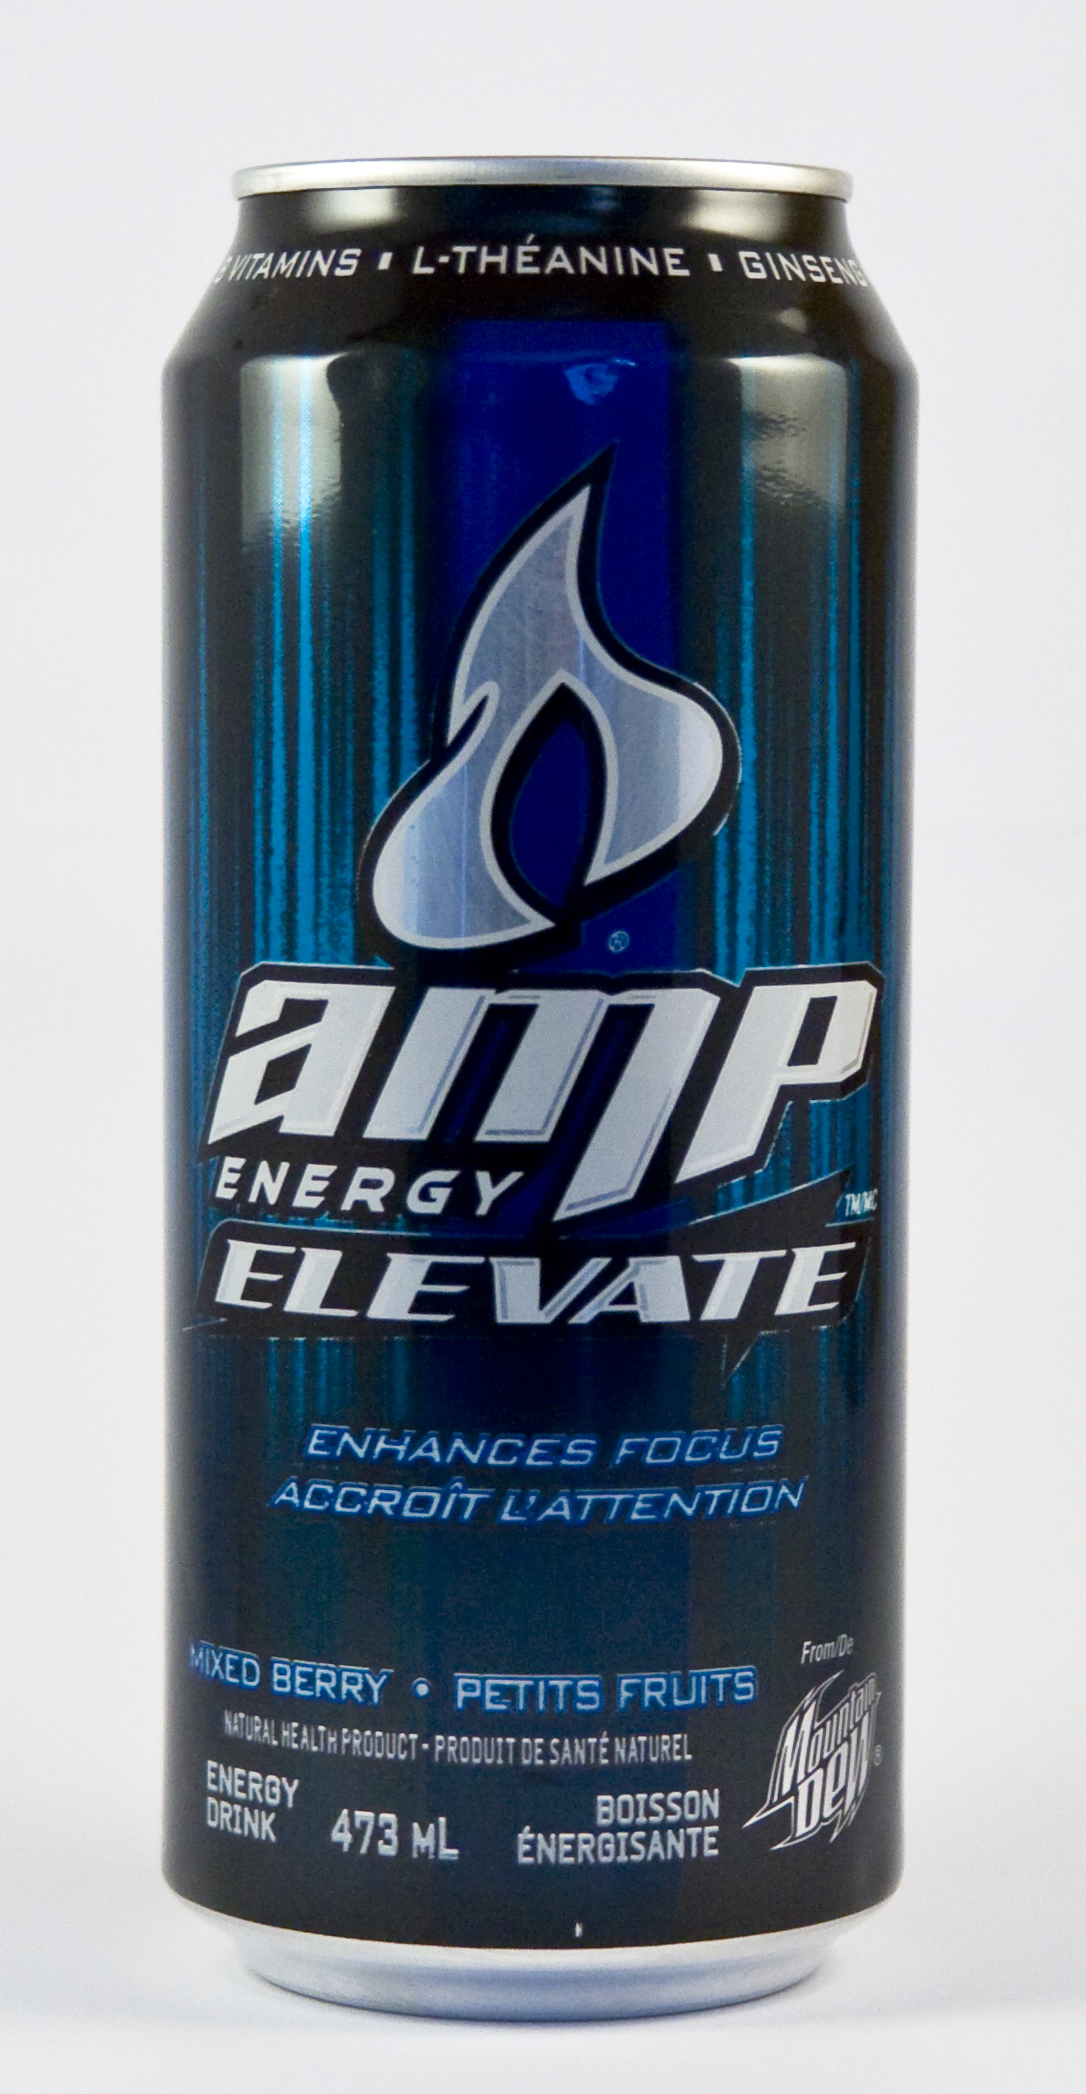 B VITAMINS ▪ L-THÉANINE ▪ GINSENG
®
amp
ENERGY
TM/MC
ELEVATE
ENHANCES FOCUS
ACCROÎT L'ATTENTION
MIXED BERRY • PETITS FRUITS
NATURAL HEALTH PRODUCT - PRODUIT DE SANTÉ NATUREL
ENERGY
DRINK
473 mL
BOISSON
ÉNERGISANTE
From/De
Mountain
Dew®